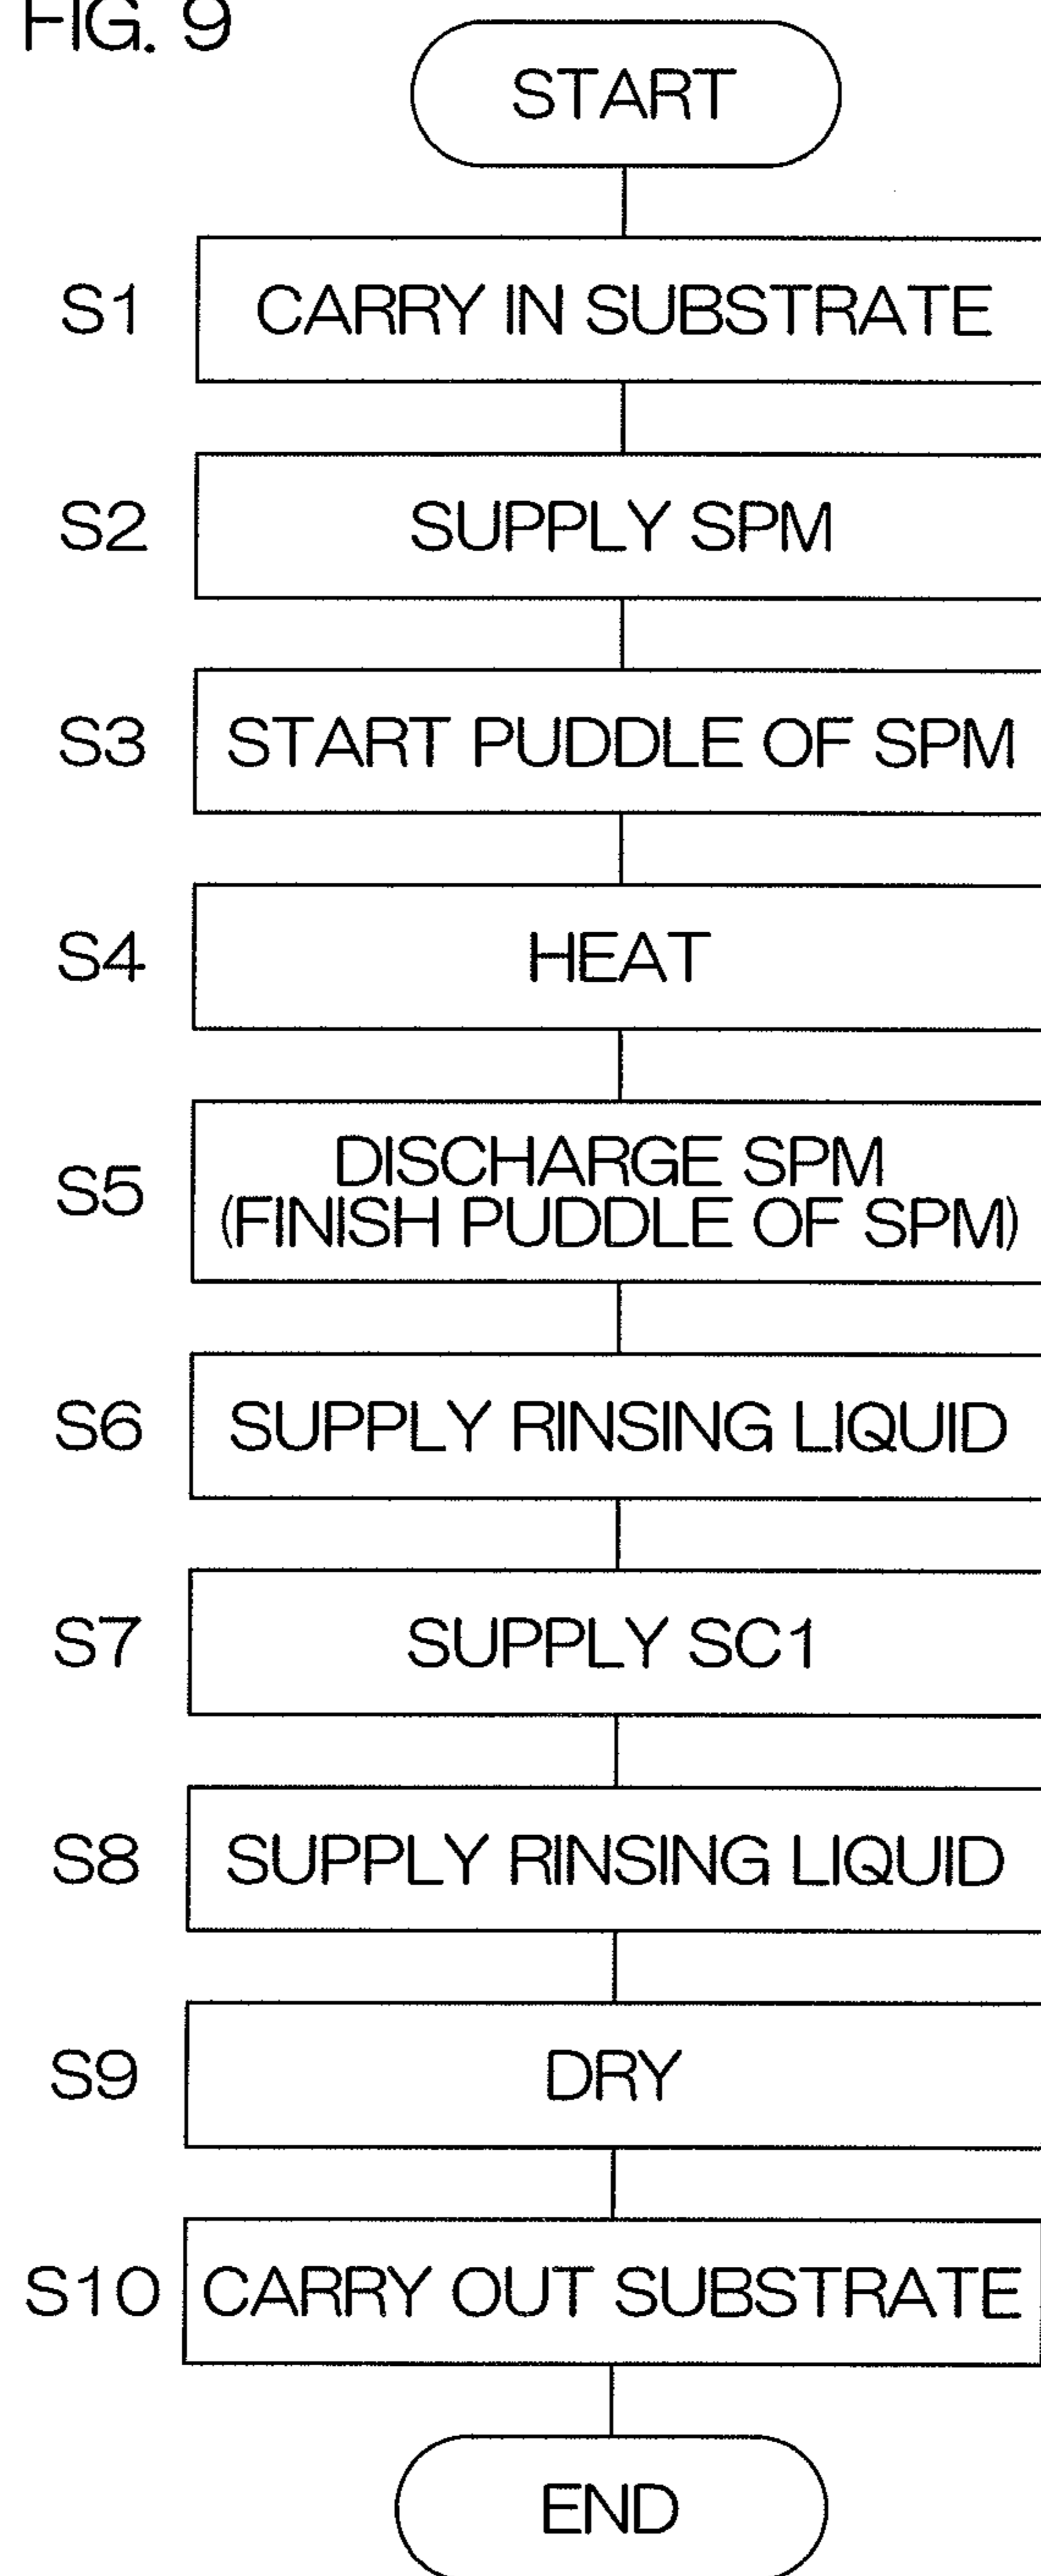 FIG. 9
START
S1 CARRY IN SUBSTRATE
S2 SUPPLY SPM
S3 START PUDDLE OF SPM
S4 HEAT
S5 DISCHARGE SPM
(FINISH PUDDLE OF SPM)
S6 SUPPLY RINSING LIQUID
S7 SUPPLY SC1
S8 SUPPLY RINSING LIQUID
S9 DRY
S10 CARRY OUT SUBSTRATE
END